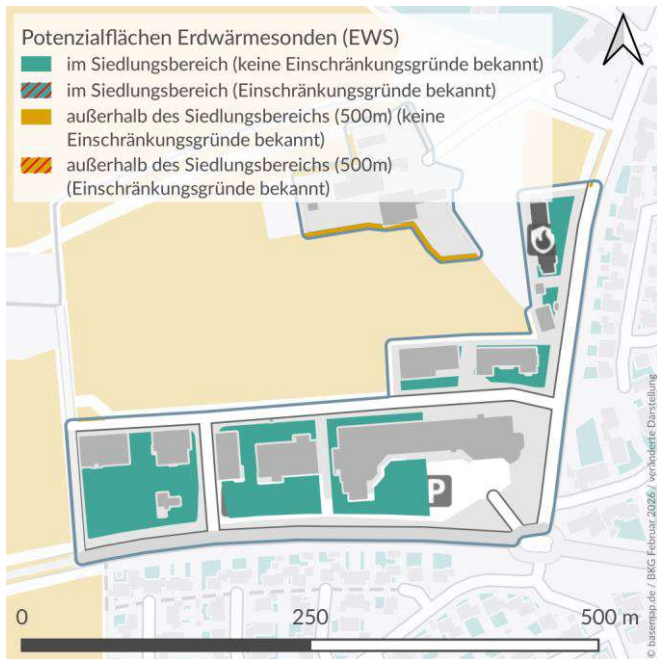 Potenzialflächen Erdwärmesonden (EWS)
im Siedlungsbereich (keine Einschränkungsgründe bekannt)
im Siedlungsbereich (Einschränkungsgründe bekannt)
außerhalb des Siedlungsbereichs (500m) (keine
Einschränkungsgründe bekannt)
außerhalb des Siedlungsbereichs (500m)
(Einschränkungsgründe bekannt)
P
0
250
500 m
© basemap.de / BKG Februar 2026 / veränderte Darstellung